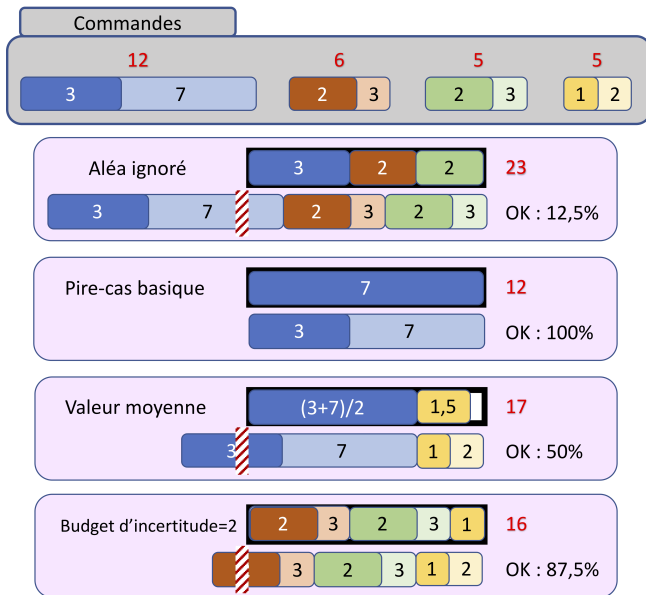 Commandes
12 6 5 5
3 7 2 3 2 3 1 2
Aléa ignoré 3 2 2 23
3 7 2 3 2 3 OK : 12,5%
Pire-cas basique 7 12
3 7 OK : 100%
Valeur moyenne (3+7)/2 1,5 17
3 7 1 2 OK : 50%
Budget d’incertitude=2 2 3 2 3 1 16
3 2 3 1 2 OK : 87,5%